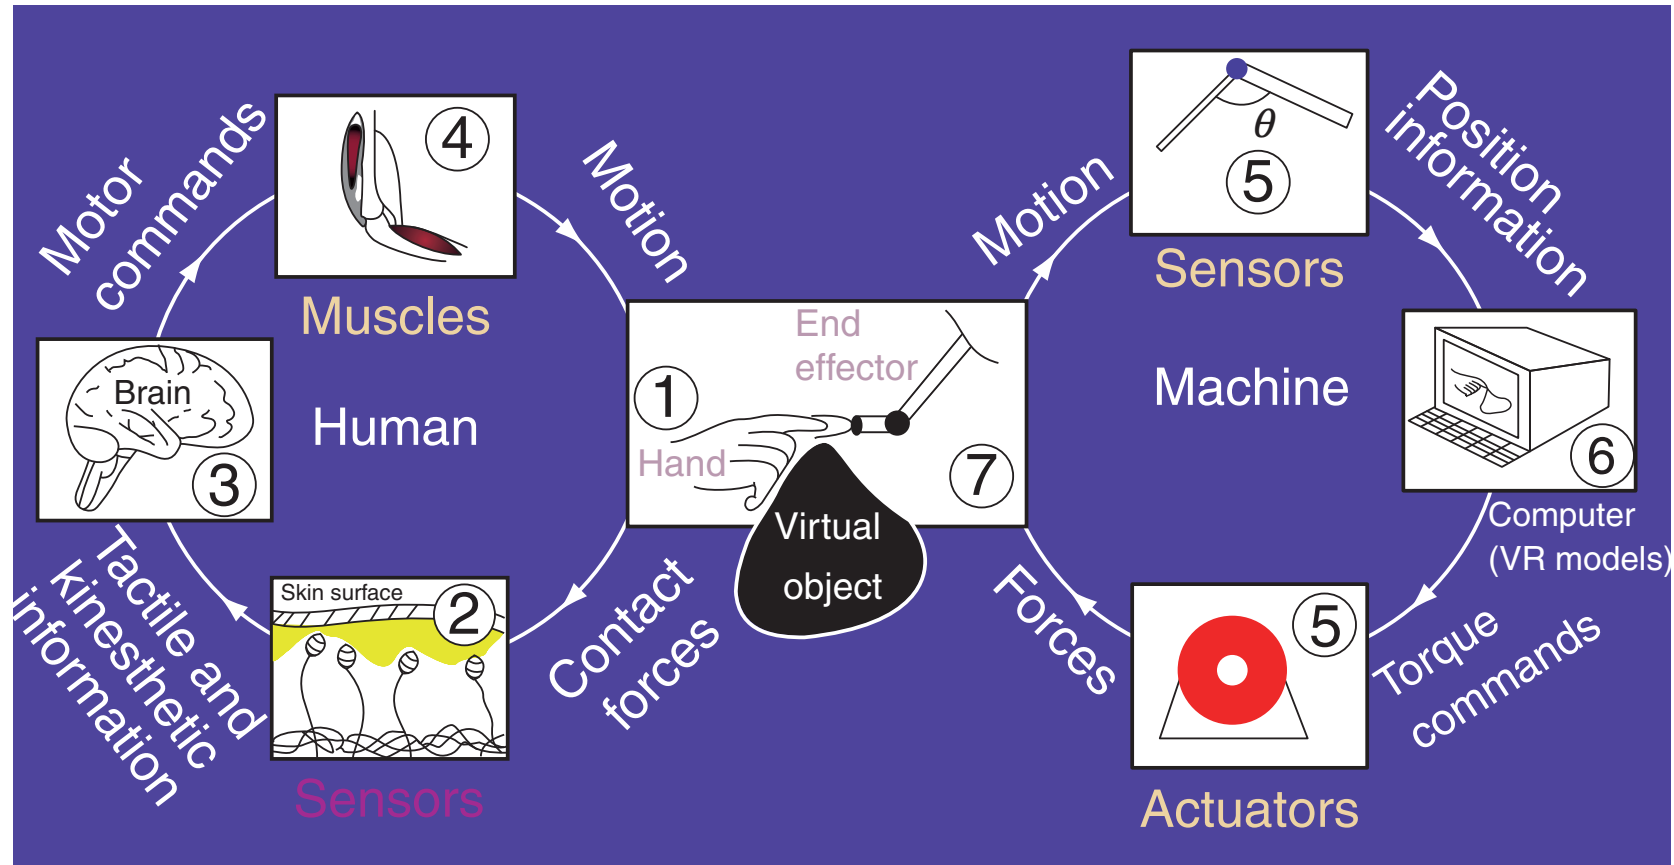 Motor
commands
4
Muscles
Motion
Brain
3
Human
Tactile and
kinesthetic
information
Skin surface
2
Sensors
Contact
forces
1
Hand
End
effector
7
Virtual
object
Motion
θ
5
Sensors
Position
information
Machine
6
Computer
(VR models)
Torque
commands
5
Actuators
Forces